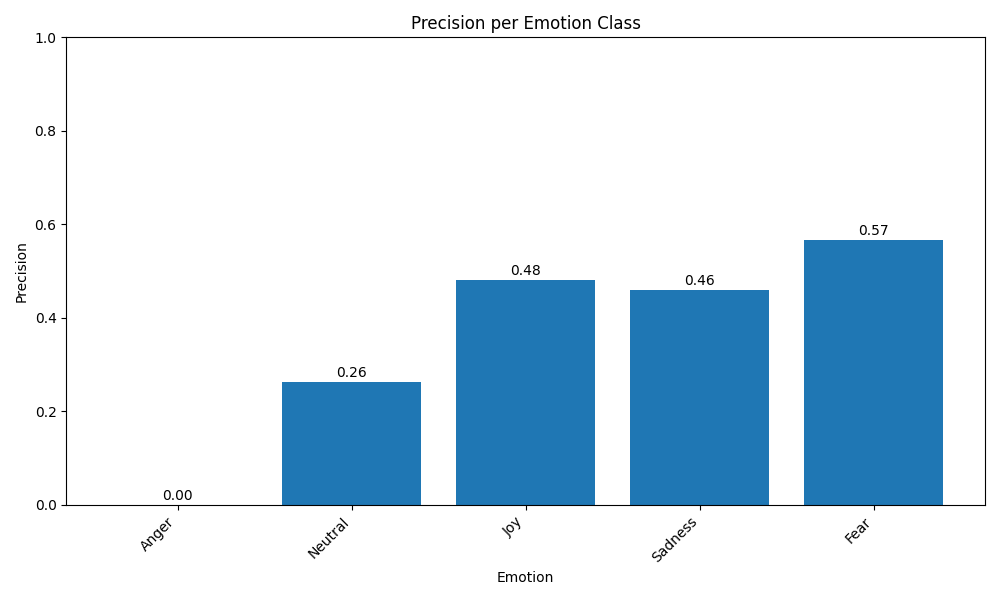 Precision per Emotion Class
1.0
0.8
0.6
0.4
0.2
0.0
Precision
0.00
0.26
0.48
0.46
0.57
Anger
Neutral
Joy
Sadness
Fear
Emotion